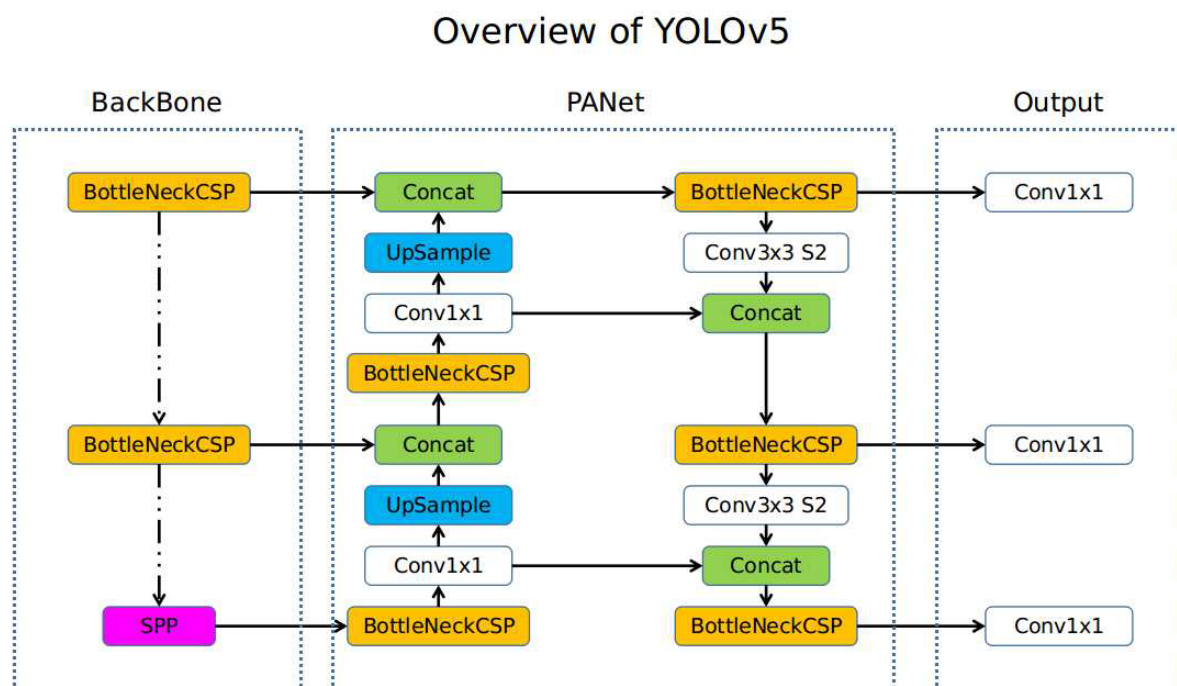 Overview of YOLOv5
BackBone
PANet
Output
BottleNeckCSP
Concat
BottleNeckCSP
Conv1x1
UpSample
Conv3x3 S2
Conv1x1
Concat
BottleNeckCSP
BottleNeckCSP
Concat
BottleNeckCSP
Conv1x1
UpSample
Conv3x3 S2
Conv1x1
Concat
SPP
BottleNeckCSP
BottleNeckCSP
Conv1x1